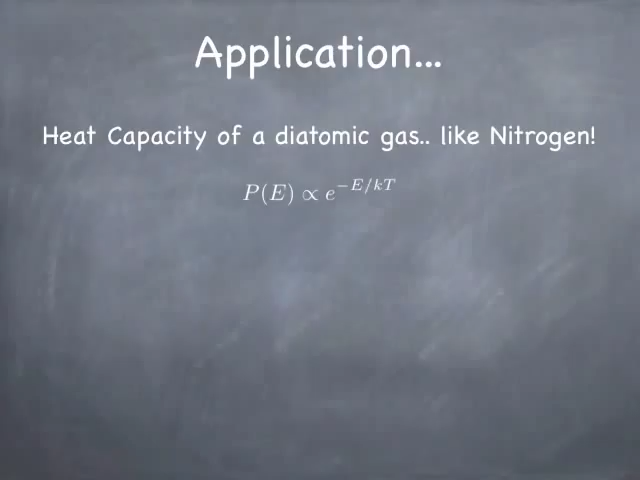 Application...
Heat Capacity of a diatomic gas.. like Nitrogen!
P(E) ∝ e^{-E/kT}